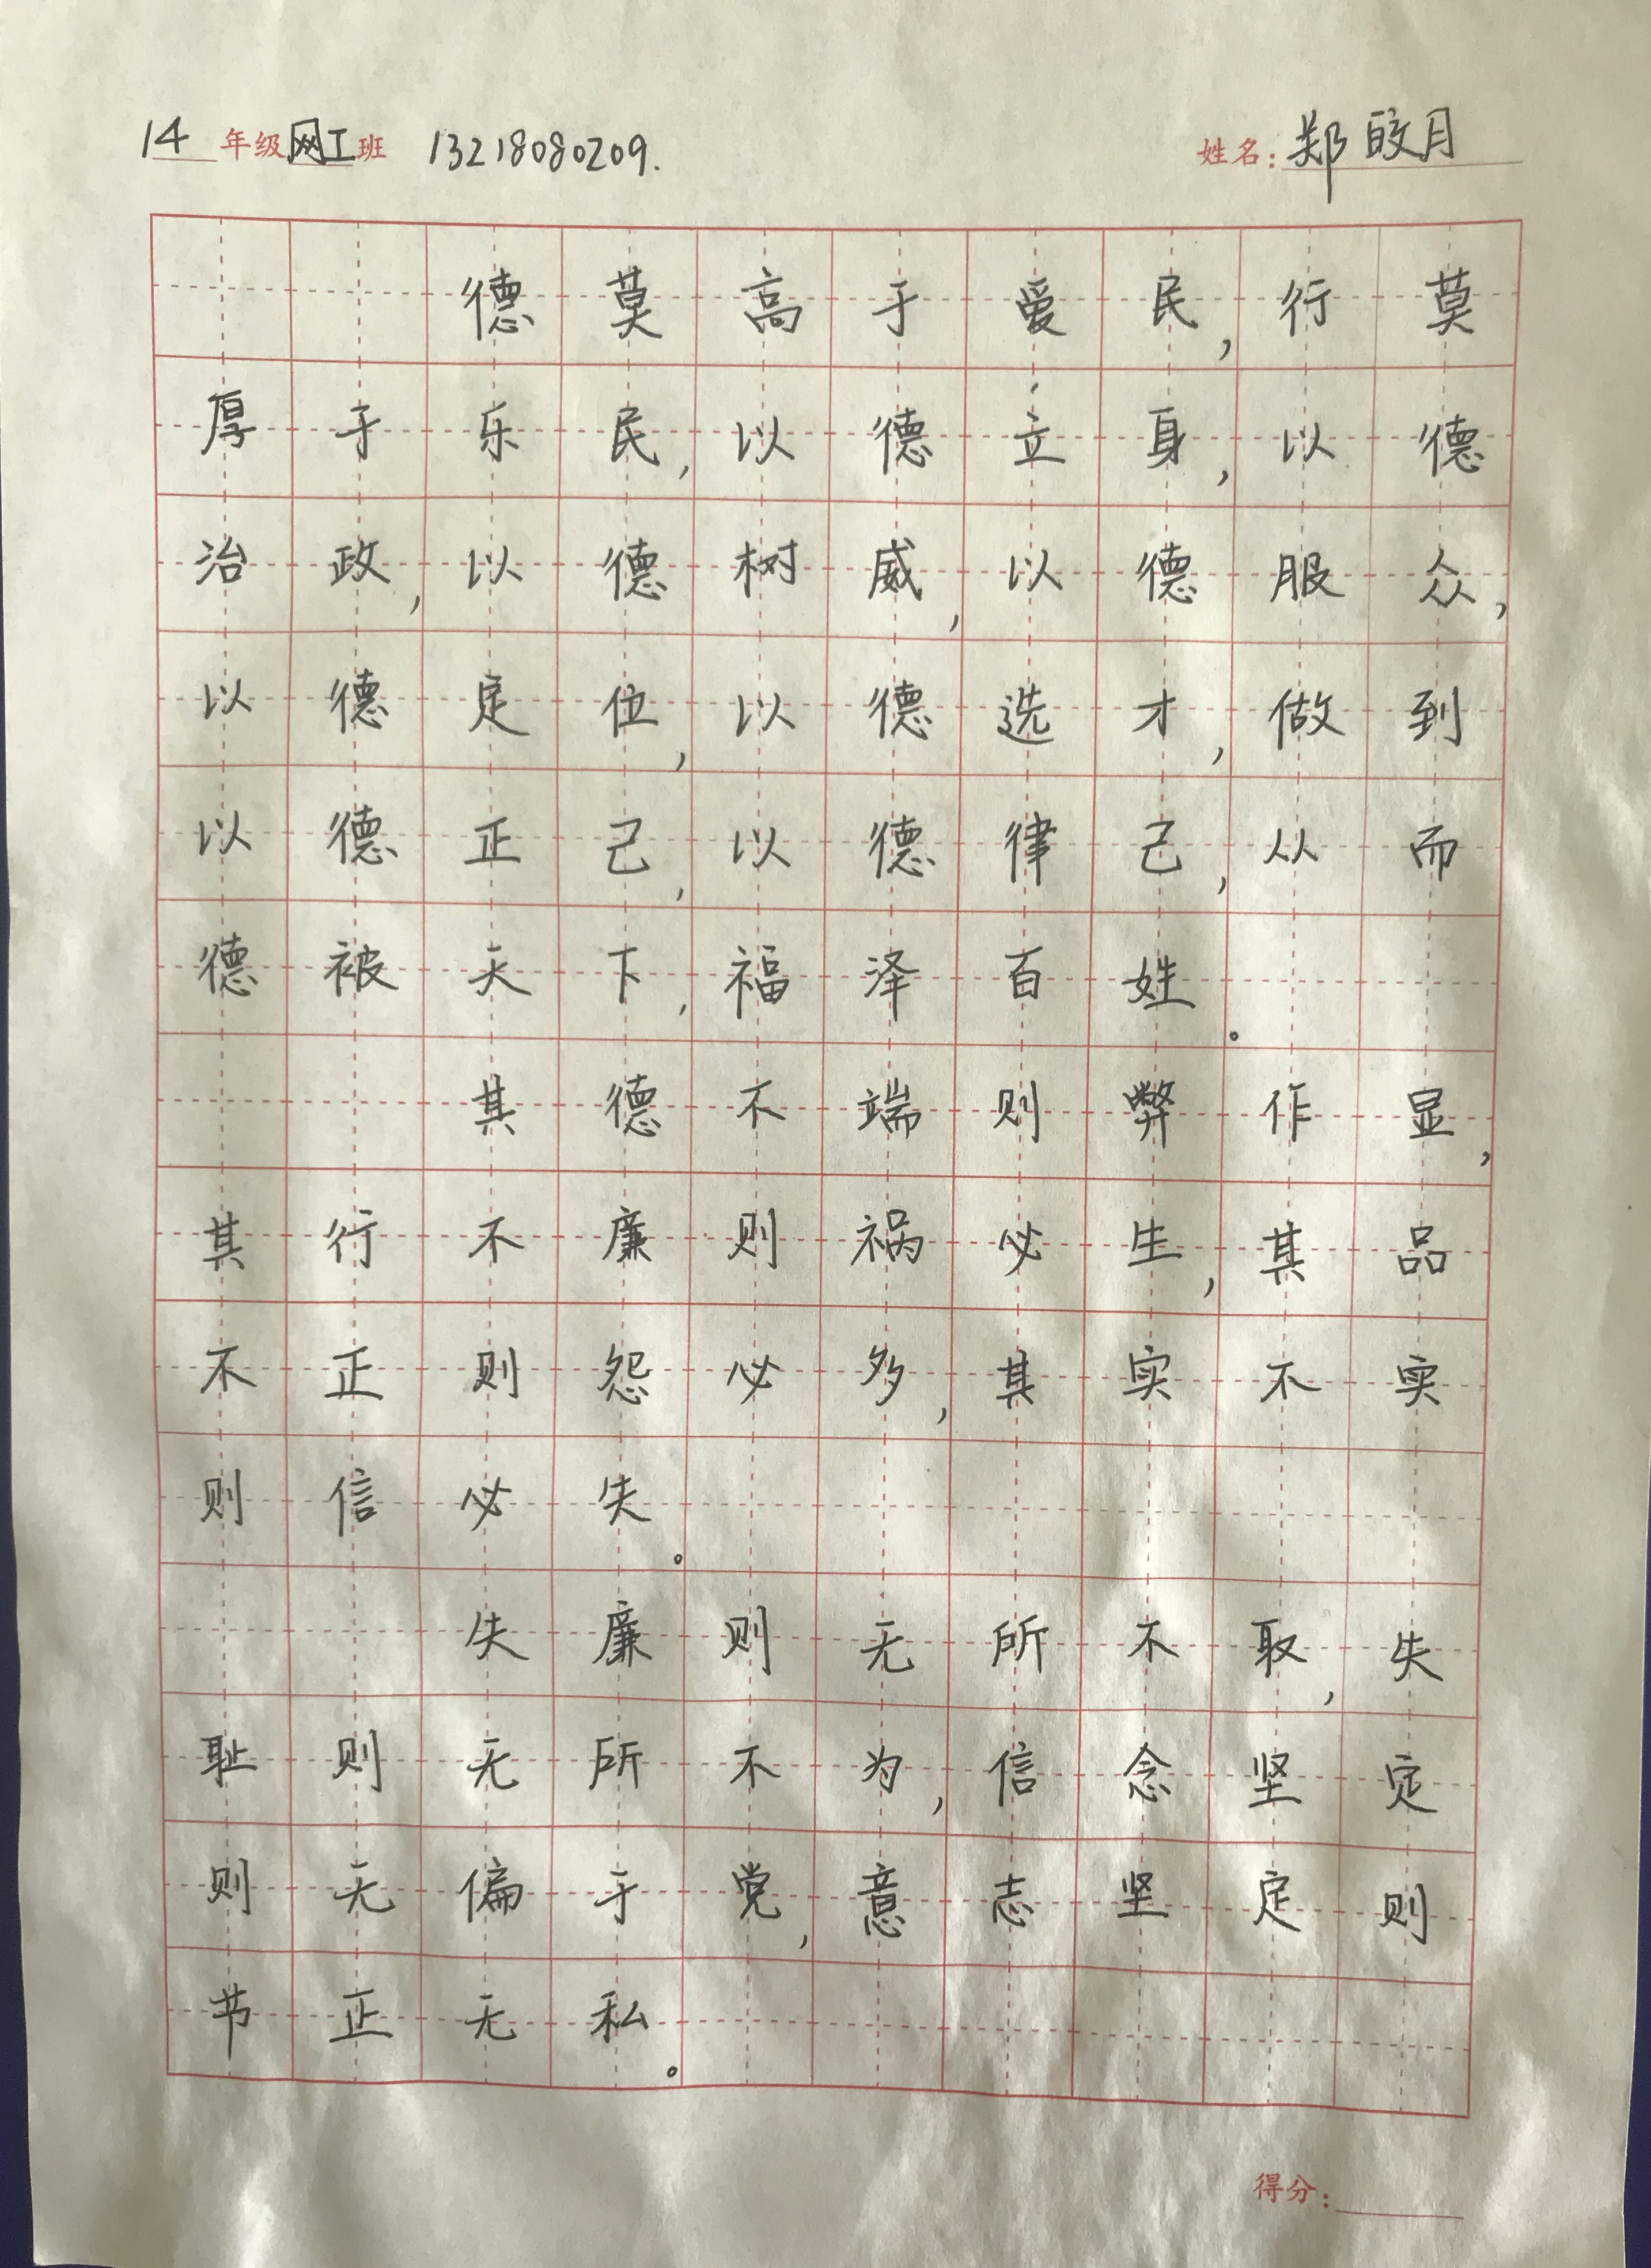 14年级网工班 13218080209. 姓名:郑皎月
德莫高于爱民,行莫
厚于乐民,以德立身,以德
治政,以德树威,以德服众,
以德定位,以德选才,做到
以德正己,以德律己,从而
德被天下,福泽百姓。
其德不端则弊作显,
其行不廉则祸必生,其品
不正则怨必多,其实不实
则信必失。
失廉则无所不取,失
耻则无所不为,信念坚定
则无偏于党,意志坚定则
节正无私。
得分: